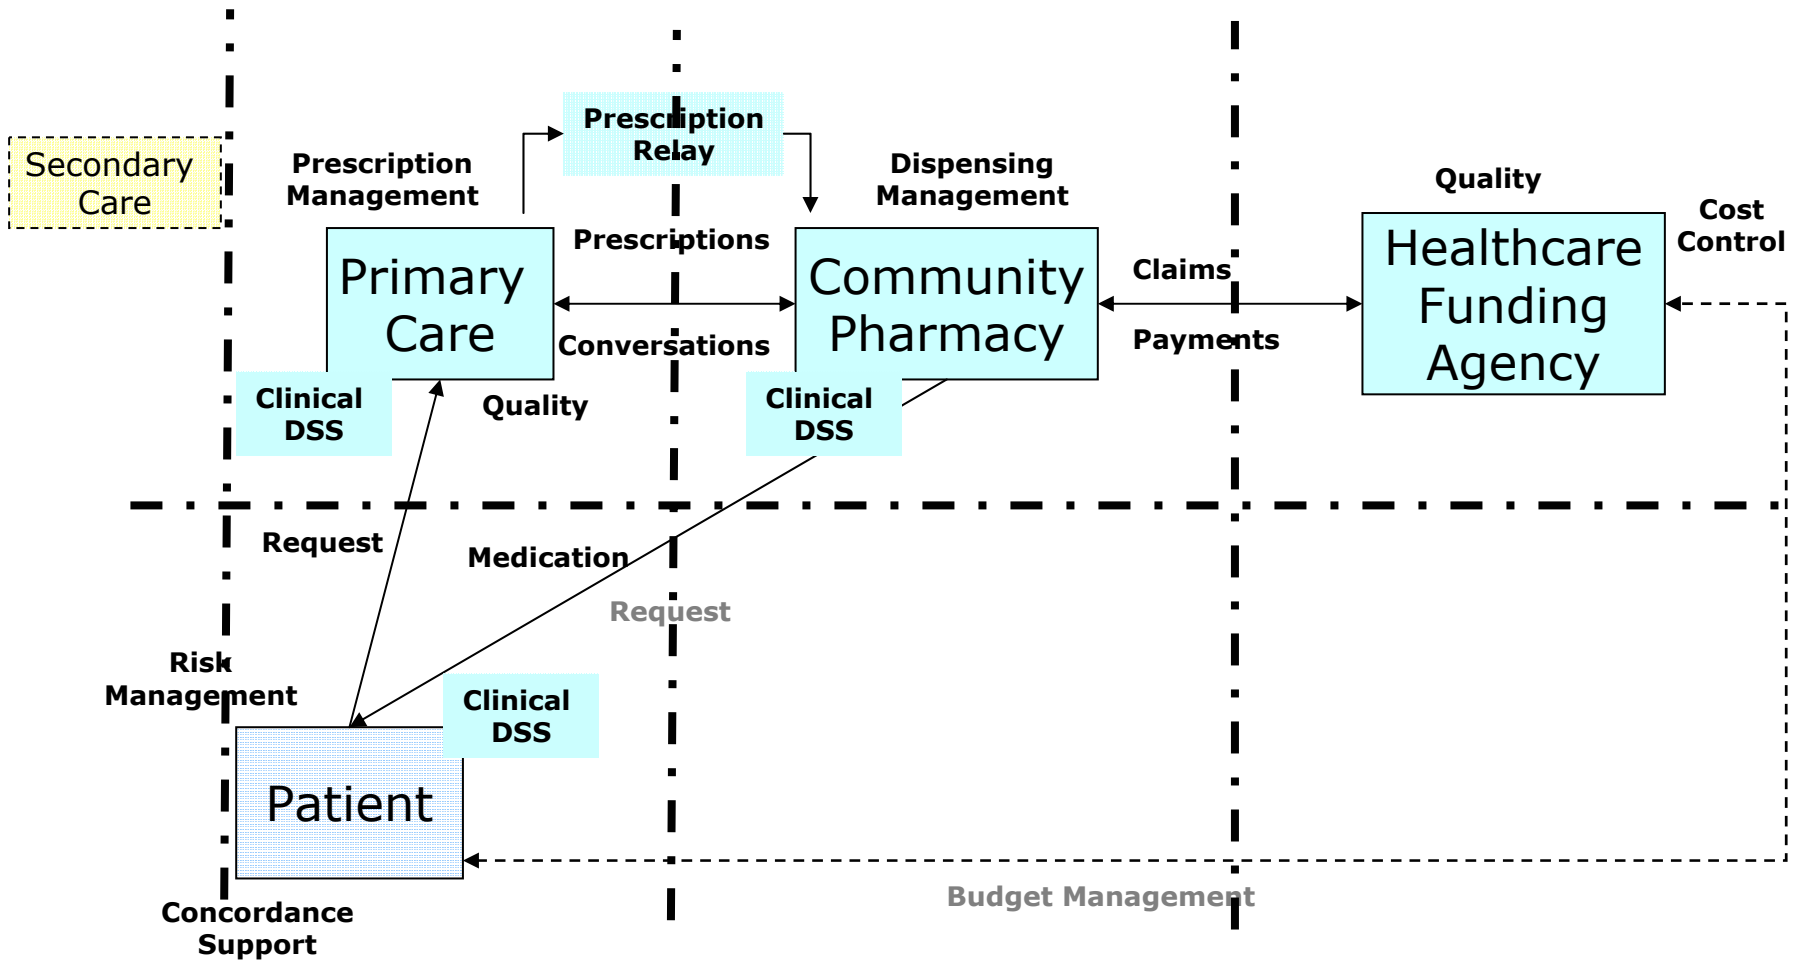 Prescription
Relay
Secondary
Care
Prescription
Management
Dispensing
Management
Quality
Cost
Control
Primary
Care
Prescriptions
Conversations
Community
Pharmacy
Claims
Payments
Healthcare
Funding
Agency
Clinical
DSS
Quality
Clinical
DSS
Request
Medication
Request
Risk
Management
Clinical
DSS
Patient
Budget Management
Concordance
Support